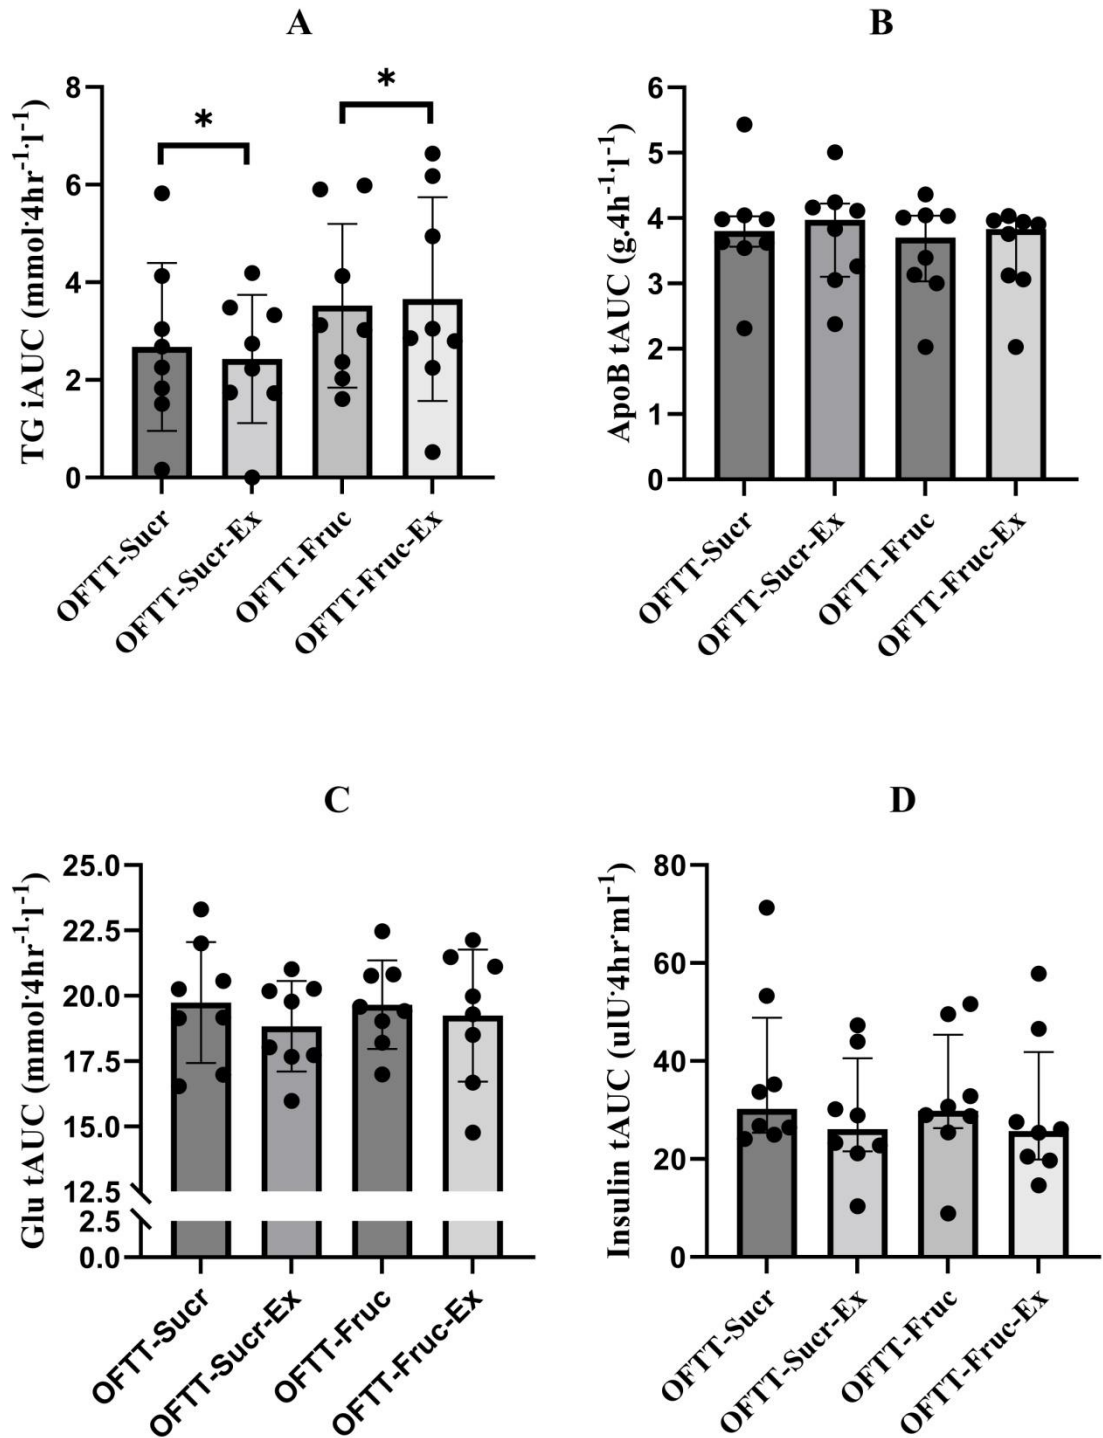 A
TG iAUC (mmol·4hr⁻¹·l⁻¹)
8
6
4
2
0
*
*
OFTT-Sucr
OFTT-Sucr-Ex
OFTT-Fruc
OFTT-Fruc-Ex
B
ApoB tAUC (g.4h⁻¹·l⁻¹)
6
5
4
3
2
1
0
OFTT-Sucr
OFTT-Sucr-Ex
OFTT-Fruc
OFTT-Fruc-Ex
C
Glu tAUC (mmol·4hr⁻¹·l⁻¹)
25.0
22.5
20.0
17.5
15.0
12.5
2.5
0.0
OFTT-Sucr
OFTT-Sucr-Ex
OFTT-Fruc
OFTT-Fruc-Ex
D
Insulin tAUC (uIU·4hr·ml⁻¹)
80
60
40
20
0
OFTT-Sucr
OFTT-Sucr-Ex
OFTT-Fruc
OFTT-Fruc-Ex